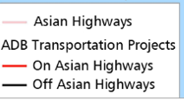 Asian Highways
ADB Transportation Projects
On Asian Highways
Off Asian Highways